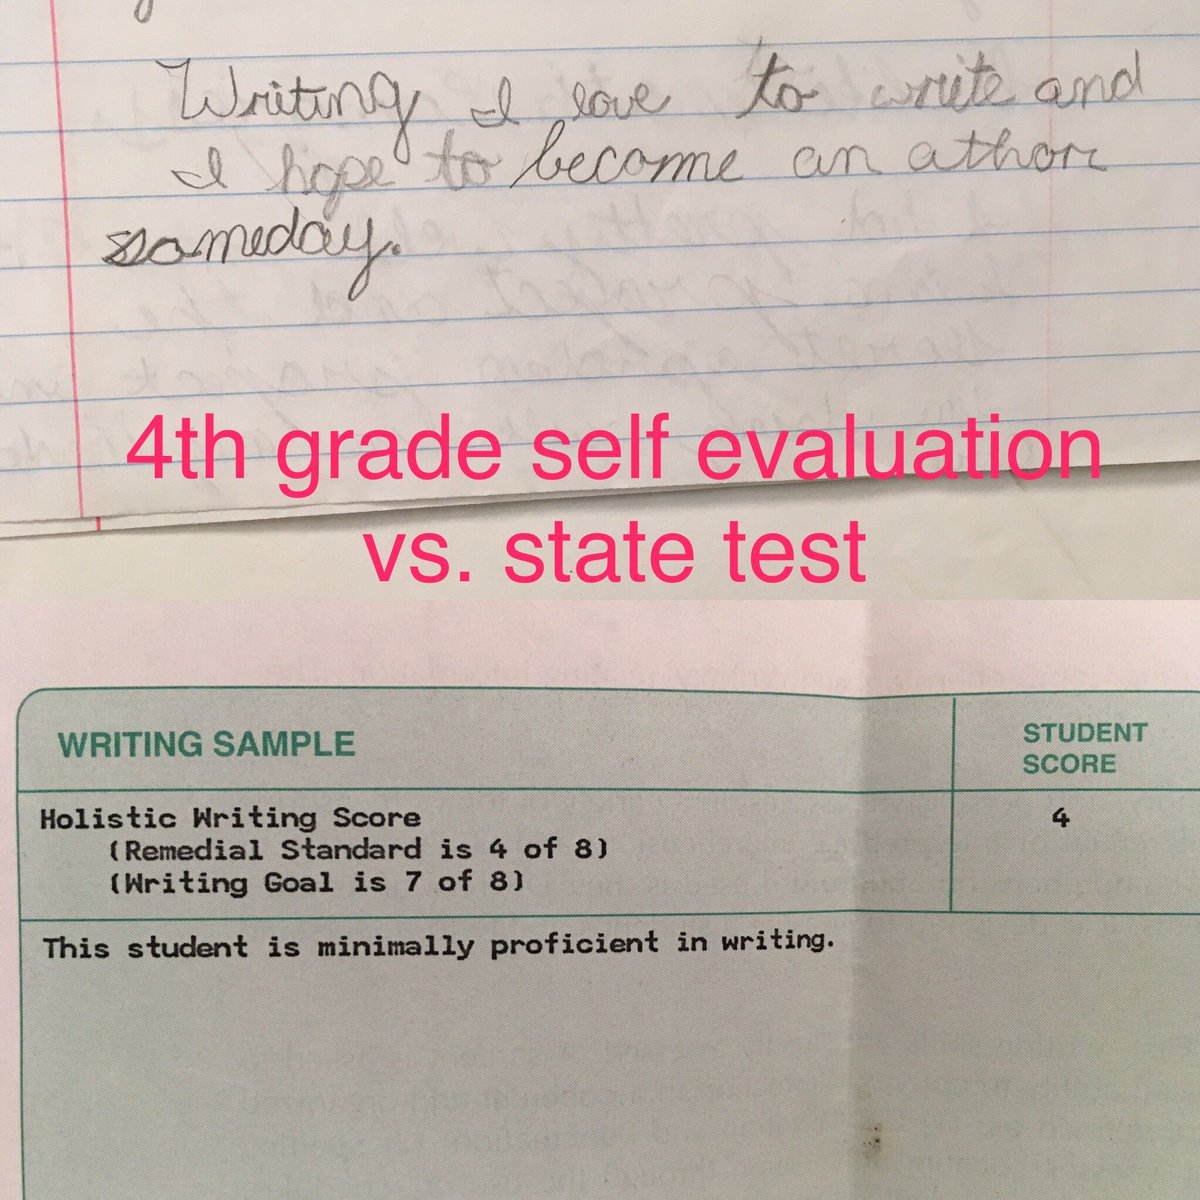 Writing I love to write and
I hope to become an athor
someday.
4th grade self evaluation
vs. state test
WRITING SAMPLE
STUDENT
SCORE
Holistic Writing Score
4
(Remedial Standard is 4 of 8)
(Writing Goal is 7 of 8)
This student is minimally proficient in writing.